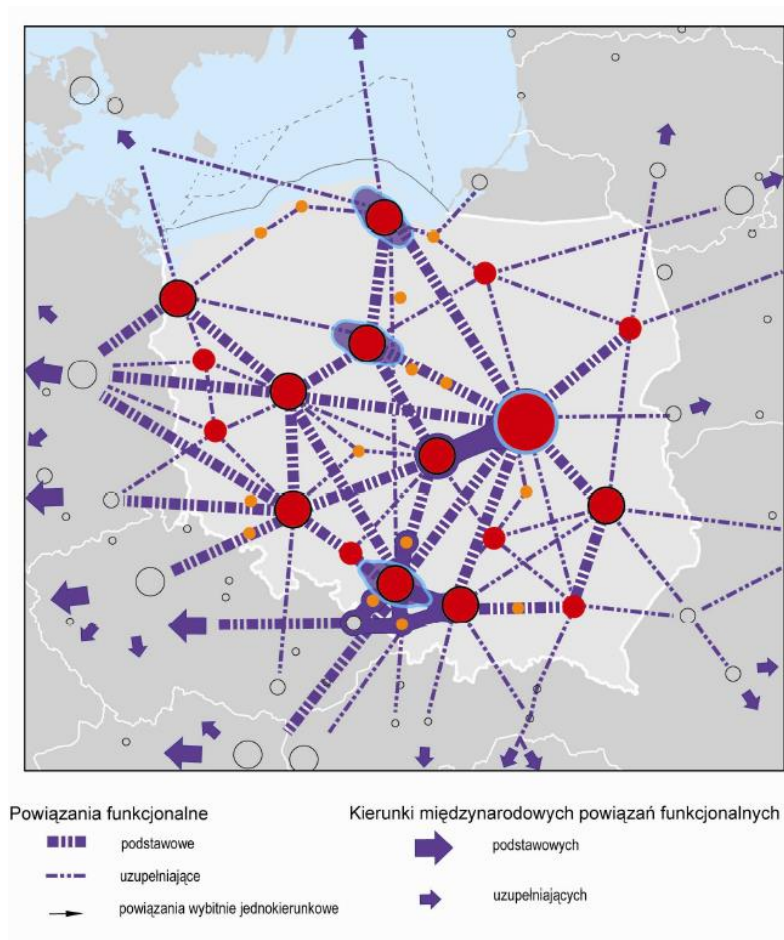 Powiązania funkcjonalne
podstawowe
uzupełniające
powiązania wybitnie jednokierunkowe
Kierunki międzynarodowych powiązań funkcjonalnych
podstawowych
uzupełniających